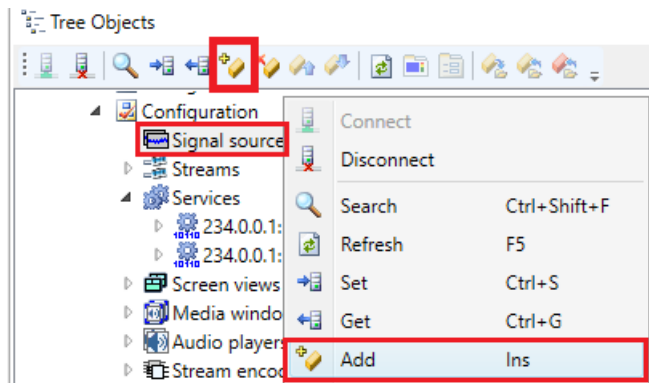 Tree Objects
Configuration
Signal source
Streams
Services
234.0.0.1:
234.0.0.1:
Screen views
Media windo
Audio players
Stream encod
Connect
Disconnect
Search Ctrl+Shift+F
Refresh F5
Set Ctrl+S
Get Ctrl+G
Add Ins